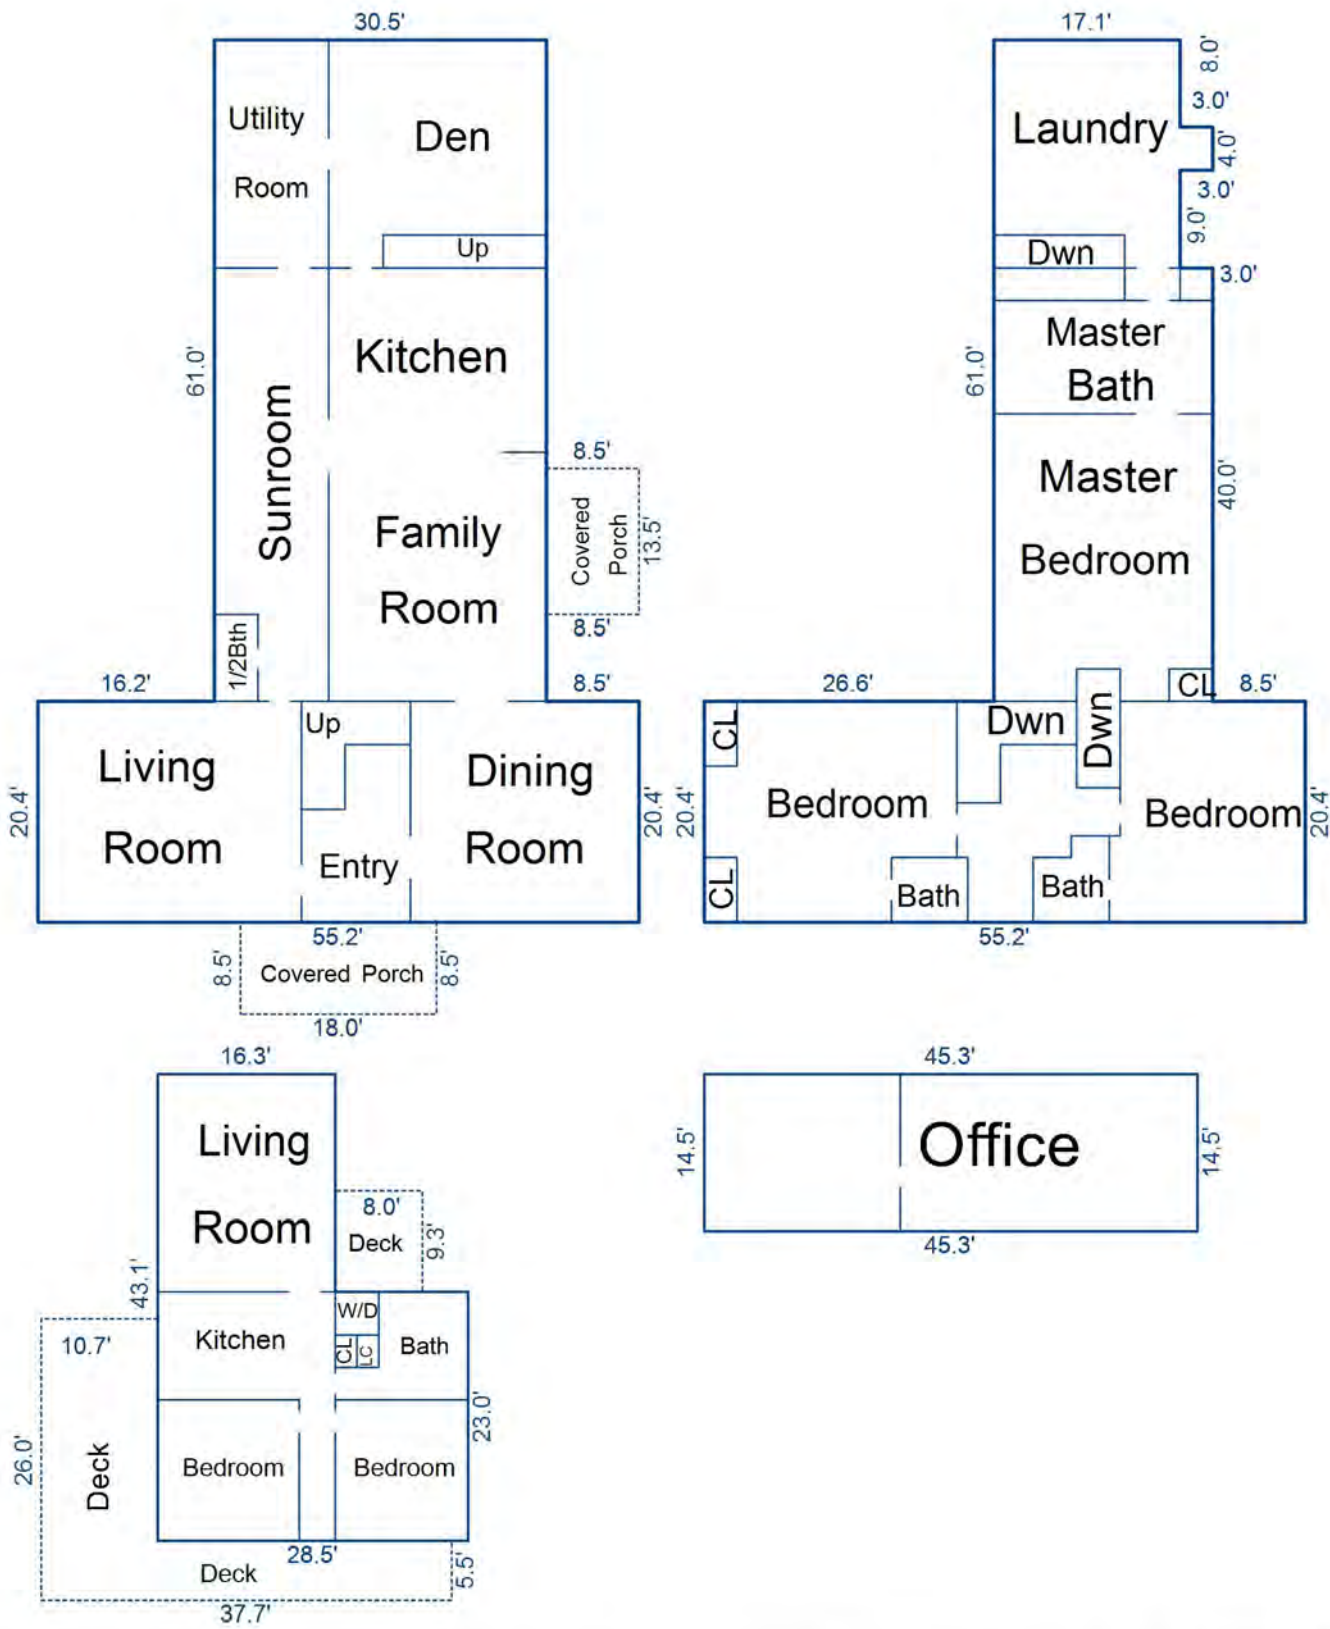 30.5'
Utility
Room
Den
Up
61.0'
Kitchen
Sunroom
8.5'
Family
Room
Covered
Porch
13.5'
8.5'
1/2Bth
16.2'
8.5'
Up
Living
Room
Dining
Room
20.4'
20.4'
Entry
55.2'
8.5'
Covered Porch
8.5'
18.0'
17.1'
8.0'
3.0'
Laundry
4.0'
3.0'
9.0'
Dwn
3.0'
Master
Bath
61.0'
Master
Bedroom
40.0'
26.6'
CL
8.5'
CL
Dwn
Dwn
Bedroom
Bedroom
20.4'
20.4'
CL
Bath
Bath
55.2'
16.3'
Living
Room
8.0'
Deck
9.3'
43.1'
W/D
Kitchen
CL
LC
Bath
10.7'
23.0'
26.0'
Deck
Bedroom
Bedroom
28.5'
Deck
5.5'
37.7'
45.3'
14.5'
Office
14.5'
45.3'